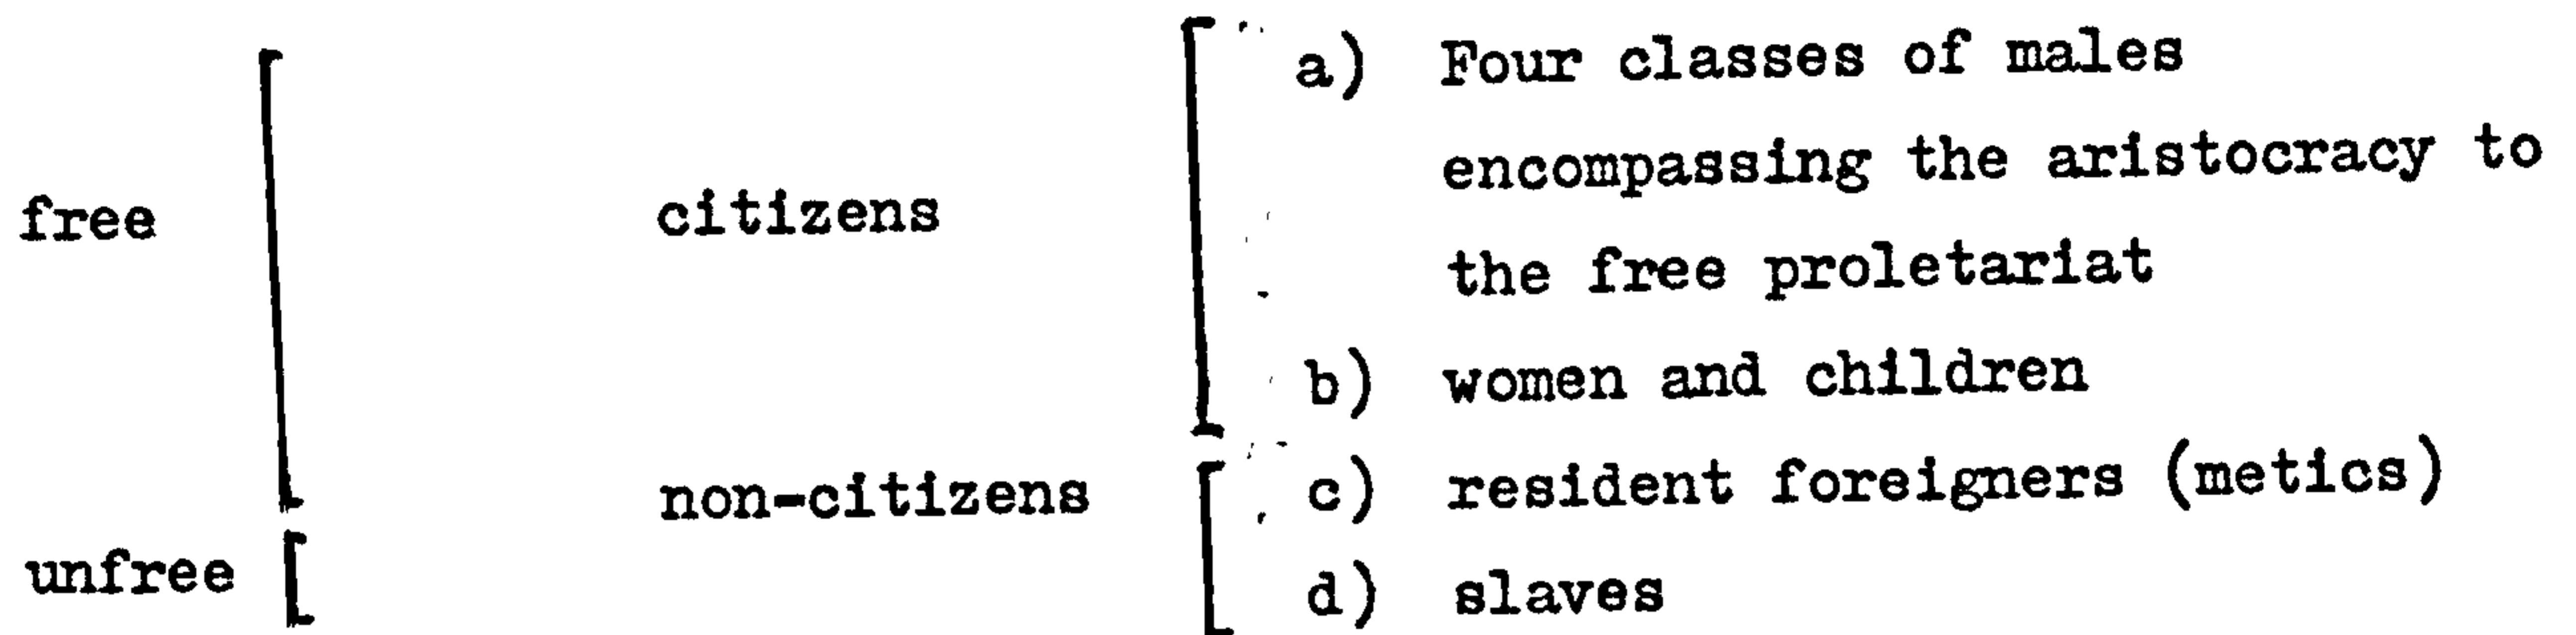 a) Four classes of males
encompassing the aristocracy to
free citizens the free proletariat
b) women and children
non-citizens c) resident foreigners (metics)
unfree d) slaves